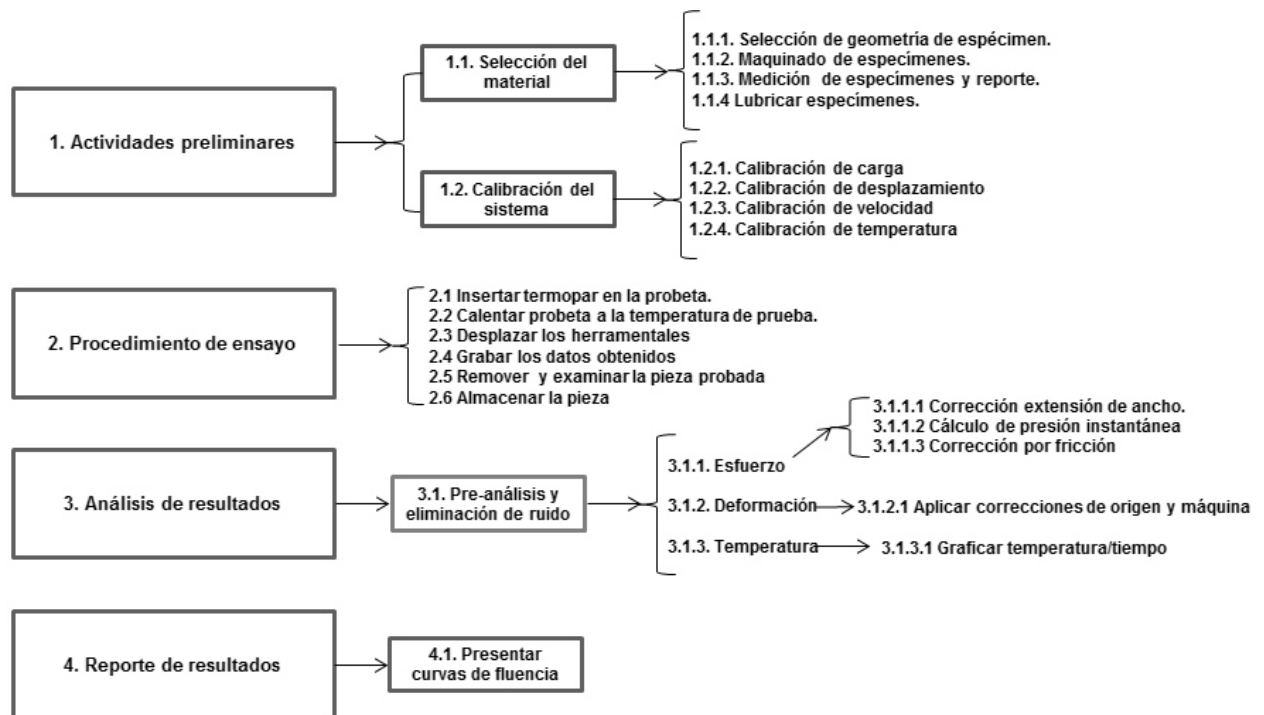 1. Actividades preliminares
1.1. Selección del
material
1.1.1. Selección de geometría de espécimen.
1.1.2. Maquinado de especímenes.
1.1.3. Medición de especímenes y reporte.
1.1.4 Lubricar especímenes.
1.2. Calibración del
sistema
1.2.1. Calibración de carga
1.2.2. Calibración de desplazamiento
1.2.3. Calibración de velocidad
1.2.4. Calibración de temperatura
2. Procedimiento de ensayo
2.1 Insertar termopar en la probeta.
2.2 Calentar probeta a la temperatura de prueba.
2.3 Desplazar los herramentales
2.4 Grabar los datos obtenidos
2.5 Remover y examinar la pieza probada
2.6 Almacenar la pieza
3. Análisis de resultados
3.1. Pre-análisis y
eliminación de ruido
3.1.1. Esfuerzo
3.1.1.1 Corrección extensión de ancho.
3.1.1.2 Cálculo de presión instantánea
3.1.1.3 Corrección por fricción
3.1.2. Deformación
3.1.2.1 Aplicar correcciones de origen y máquina
3.1.3. Temperatura
3.1.3.1 Graficar temperatura/tiempo
4. Reporte de resultados
4.1. Presentar
curvas de fluencia